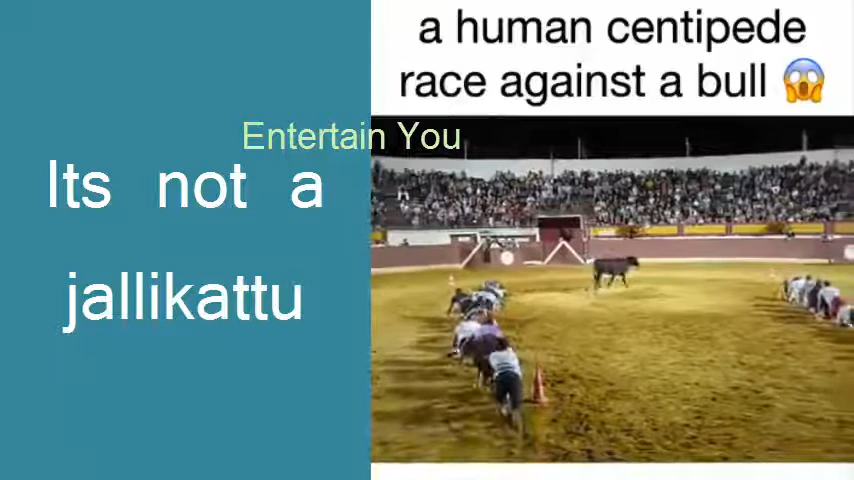 a human centipede
race against a bull 😱
Entertain You
Its not a
jallikattu